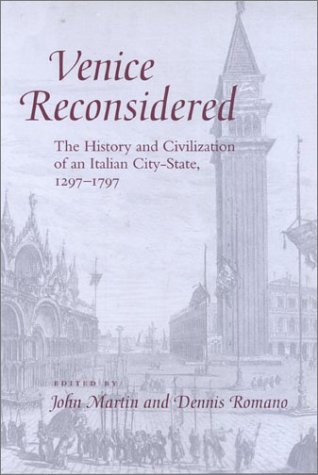 Venice
Reconsidered
The History and Civilization
of an Italian City-State,
1297–1797
EDITED BY
John Martin and Dennis Romano